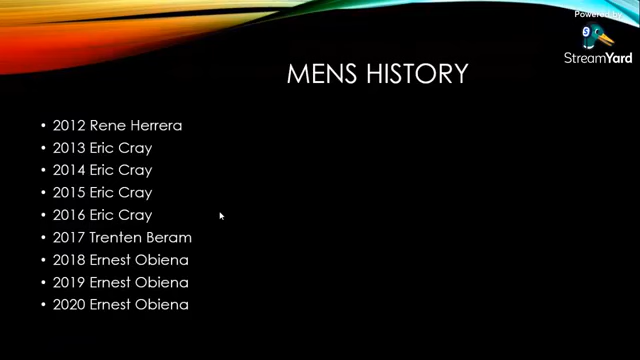 Powered by
StreamYard
MENS HISTORY
• 2012 Rene Herrera
• 2013 Eric Cray
• 2014 Eric Cray
• 2015 Eric Cray
• 2016 Eric Cray
• 2017 Trenten Beram
• 2018 Ernest Obiena
• 2019 Ernest Obiena
• 2020 Ernest Obiena